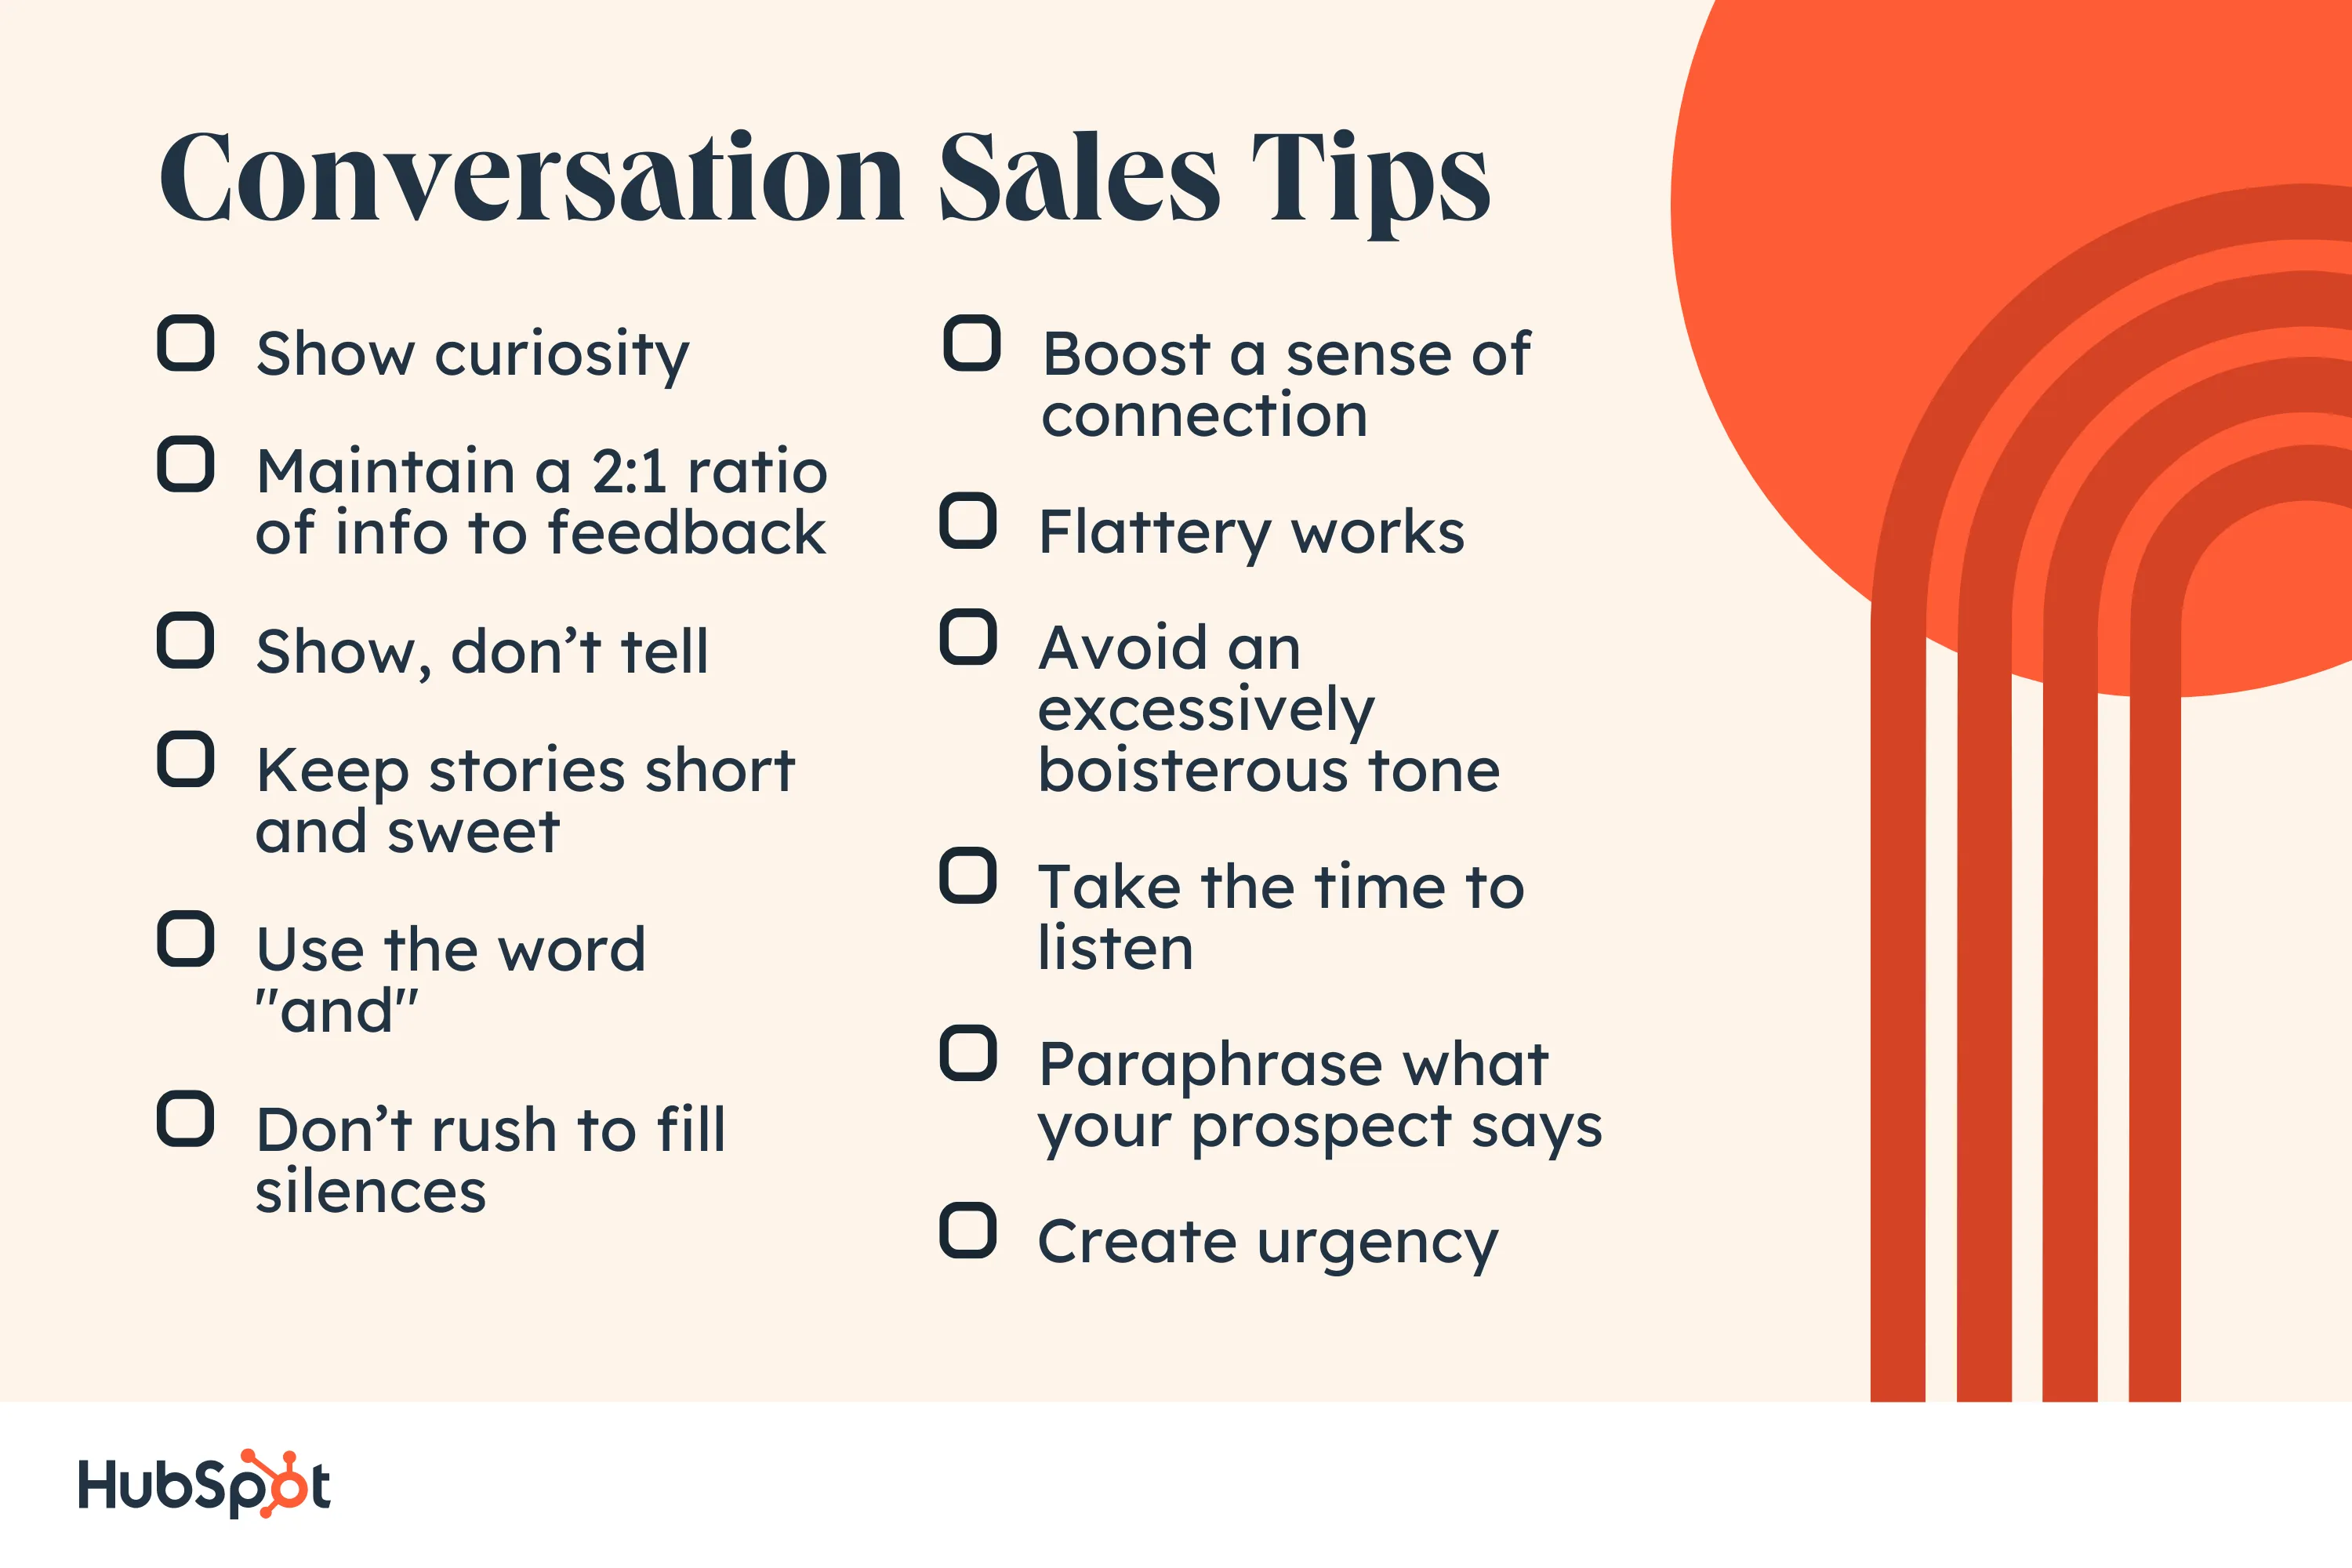 Conversation Sales Tips
Show curiosity
Maintain a 2:1 ratio
of info to feedback
Show, don’t tell
Keep stories short
and sweet
Use the word
"and"
Don’t rush to fill
silences
Boost a sense of
connection
Flattery works
Avoid an
excessively
boisterous tone
Take the time to
listen
Paraphrase what
your prospect says
Create urgency
HubSpot